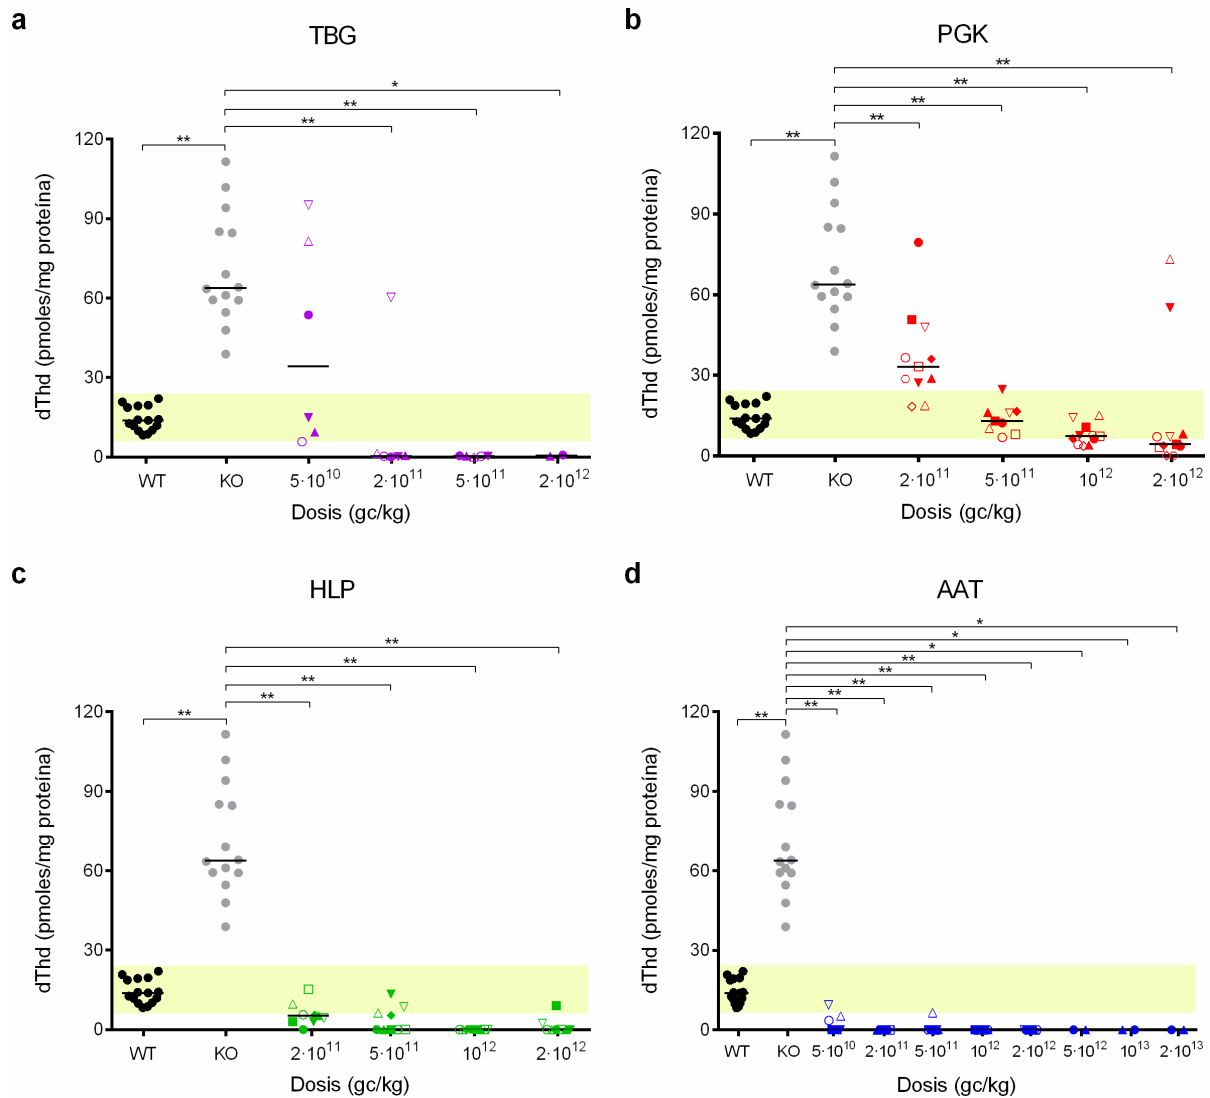 a
TBG
*
**
**
**
120
90
60
30
0
dThd (pmoles/mg proteína)
WT KO 5·10¹⁰ 2·10¹¹ 5·10¹¹ 2·10¹²
Dosis (gc/kg)
b
PGK
**
**
**
**
**
120
90
60
30
0
dThd (pmoles/mg proteína)
WT KO 2·10¹¹ 5·10¹¹ 10¹² 2·10¹²
Dosis (gc/kg)
c
HLP
**
**
**
**
**
120
90
60
30
0
dThd (pmoles/mg proteína)
WT KO 2·10¹¹ 5·10¹¹ 10¹² 2·10¹²
Dosis (gc/kg)
d
AAT
*
*
*
**
**
**
**
**
**
120
90
60
30
0
dThd (pmoles/mg proteína)
WT KO 5·10¹⁰ 2·10¹¹ 5·10¹¹ 10¹² 2·10¹² 5·10¹² 10¹³ 2·10¹³
Dosis (gc/kg)